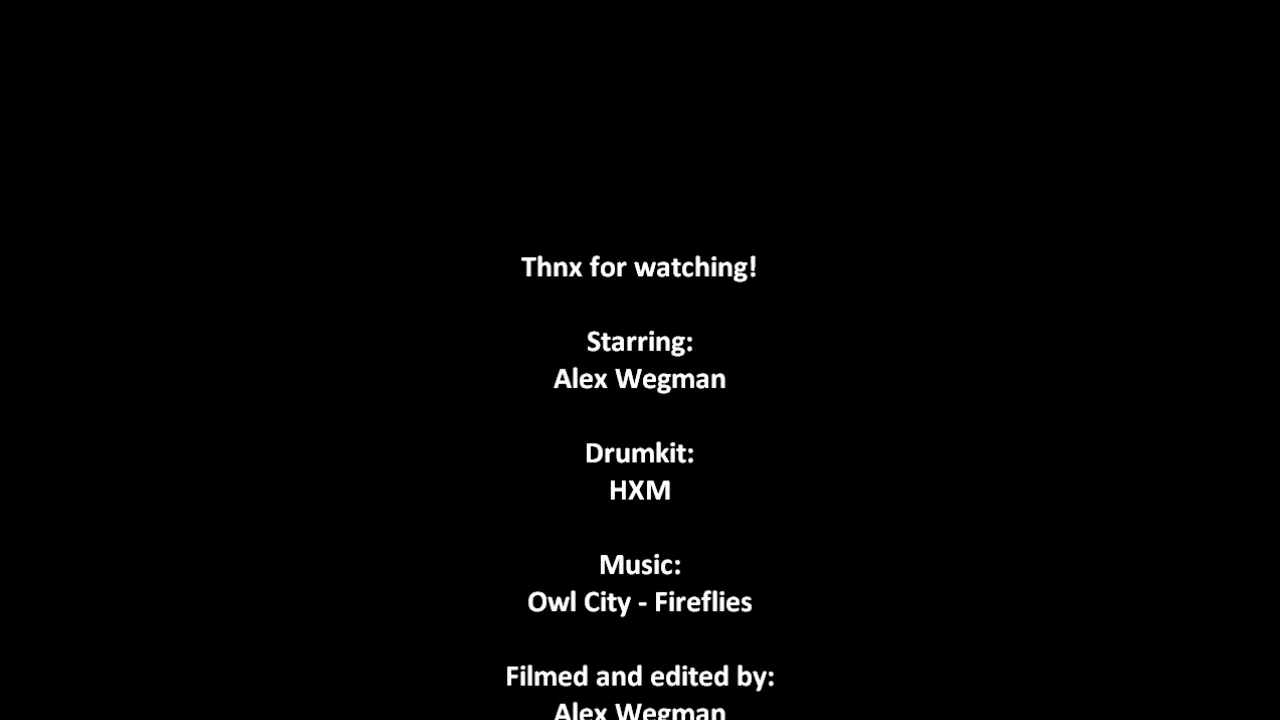 Thnx for watching!
Starring:
Alex Wegman
Drumkit:
HXM
Music:
Owl City - Fireflies
Filmed and edited by:
Alex Wegman